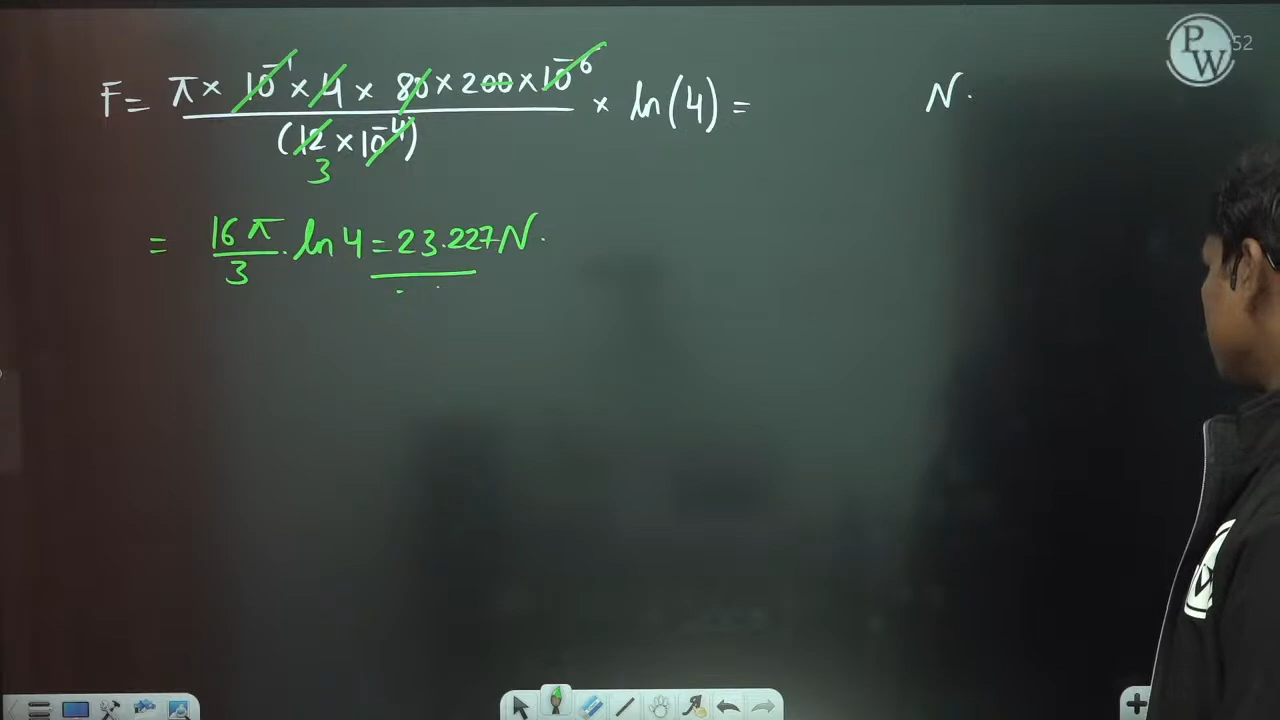 PW 52
F = π × 10⁻¹ × 4 × 80 × 200 × 10⁻⁶ / (12 × 10⁻⁴) × ln(4) = N.
3
= 16π / 3 . ln 4 = 23.227 N.